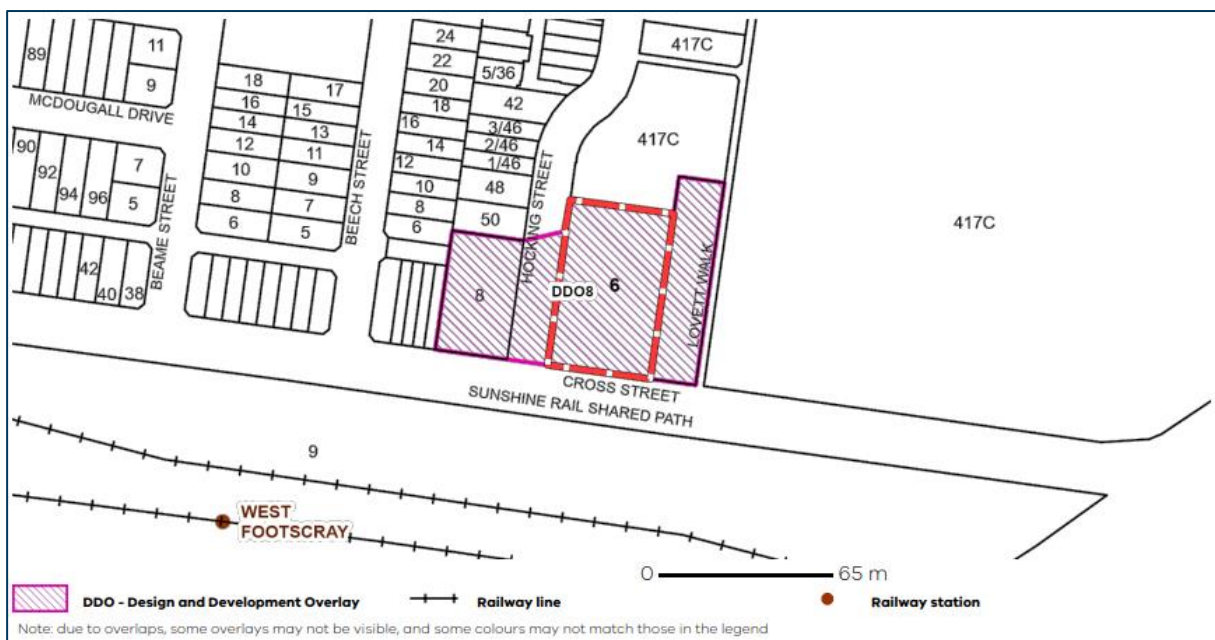 89
11
9
MCDOUGALL DRIVE
90
92
94
96
7
5
42
40
38
BEAME STREET
18
17
16
15
14
13
12
11
10
9
8
7
6
5
BEECH STREET
24
22
20
18
16
14
12
10
8
6
5/36
42
3/46
2/46
1/46
48
50
HOCKING STREET
417C
417C
417C
8
DDO8
6
LOVETT WALK
CROSS STREET
SUNSHINE RAIL SHARED PATH
9
WEST
FOOTSCRAY
0 65 m
DDO - Design and Development Overlay
Railway line
Railway station
Note: due to overlaps, some overlays may not be visible, and some colours may not match those in the legend